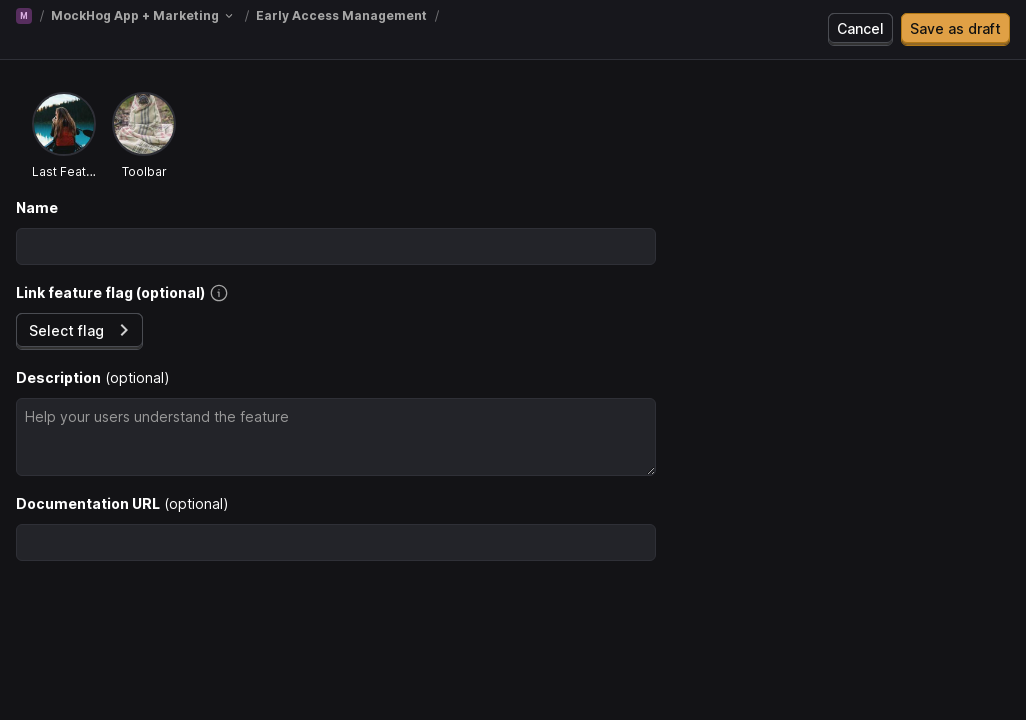 M / MockHog App + Marketing / Early Access Management /
Cancel
Save as draft
Last Feat...
Toolbar
Name
Link feature flag (optional)
Select flag
Description (optional)
Help your users understand the feature
Documentation URL (optional)